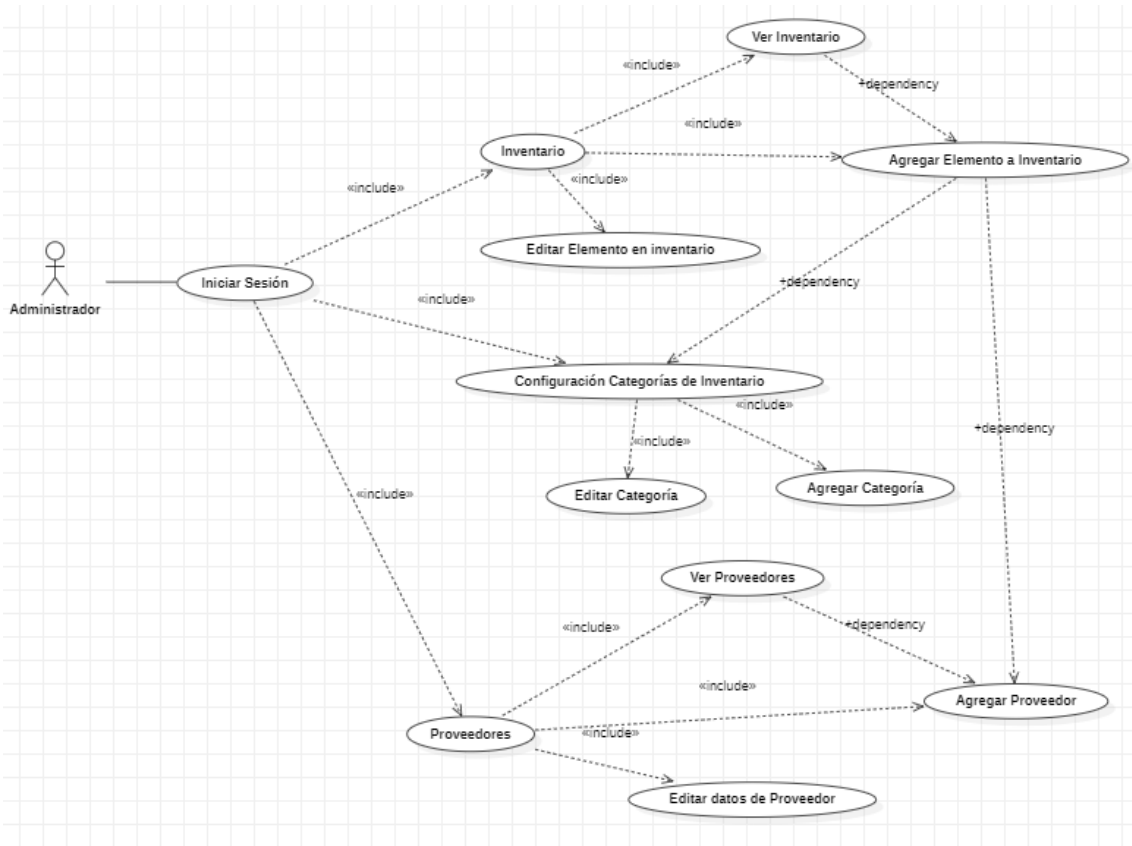 Ver Inventario
«include»
+dependency
«include»
Inventario
Agregar Elemento a Inventario
«include»
«include»
Editar Elemento en inventario
Iniciar Sesión
+dependency
Administrador
«include»
Configuración Categorías de Inventario
«include»
+dependency
«include»
Agregar Categoría
Editar Categoría
«include»
Ver Proveedores
«include»
+dependency
«include»
Agregar Proveedor
Proveedores
«include»
Editar datos de Proveedor